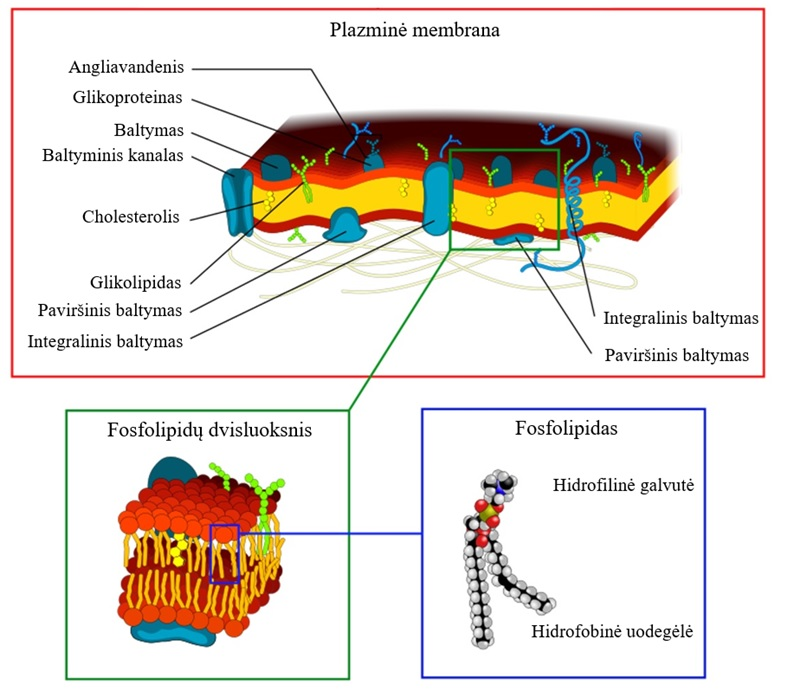 Plazminė membrana
Angliavandenis
Glikoproteinas
Baltymas
Baltyminis kanalas
Cholesterolis
Glikolipidas
Paviršinis baltymas
Integralinis baltymas
Integralinis baltymas
Paviršinis baltymas
Fosfolipidų dvisluoksnis
Fosfolipidas
Hidrofilinė galvutė
Hidrofobinė uodegėlė